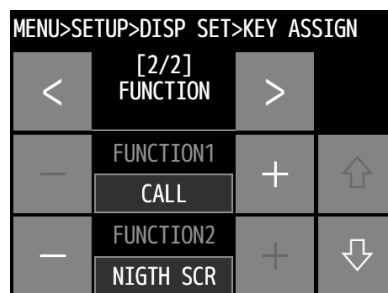 MENU>SETUP>DISP SET>KEY ASSIGN
[2/2]
< FUNCTION >
FUNCTION1
− CALL +
FUNCTION2
− NIGTH SCR +